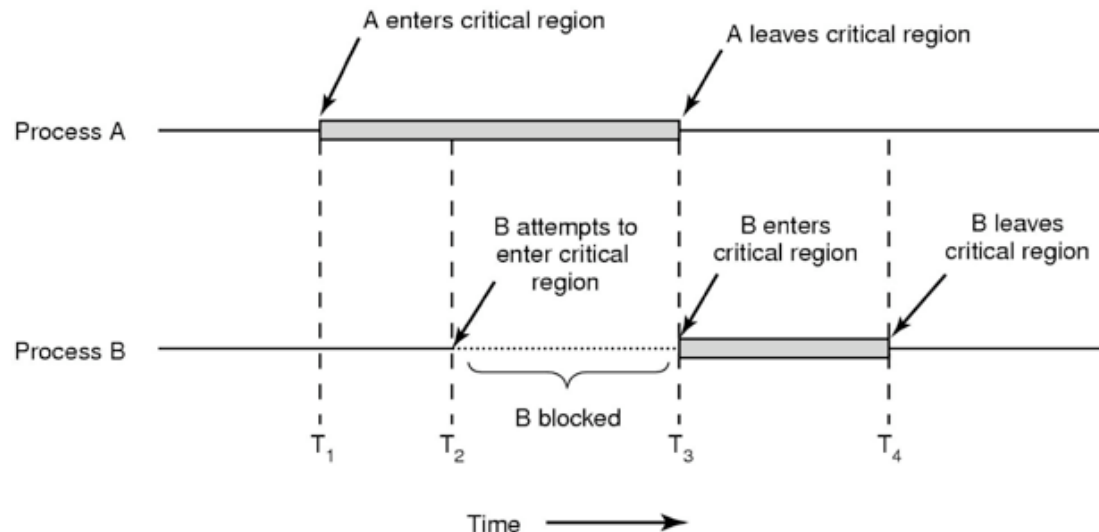 A enters critical region
A leaves critical region
Process A
B attempts to
enter critical
region
B enters
critical region
B leaves
critical region
Process B
B blocked
T₁
T₂
T₃
T₄
Time